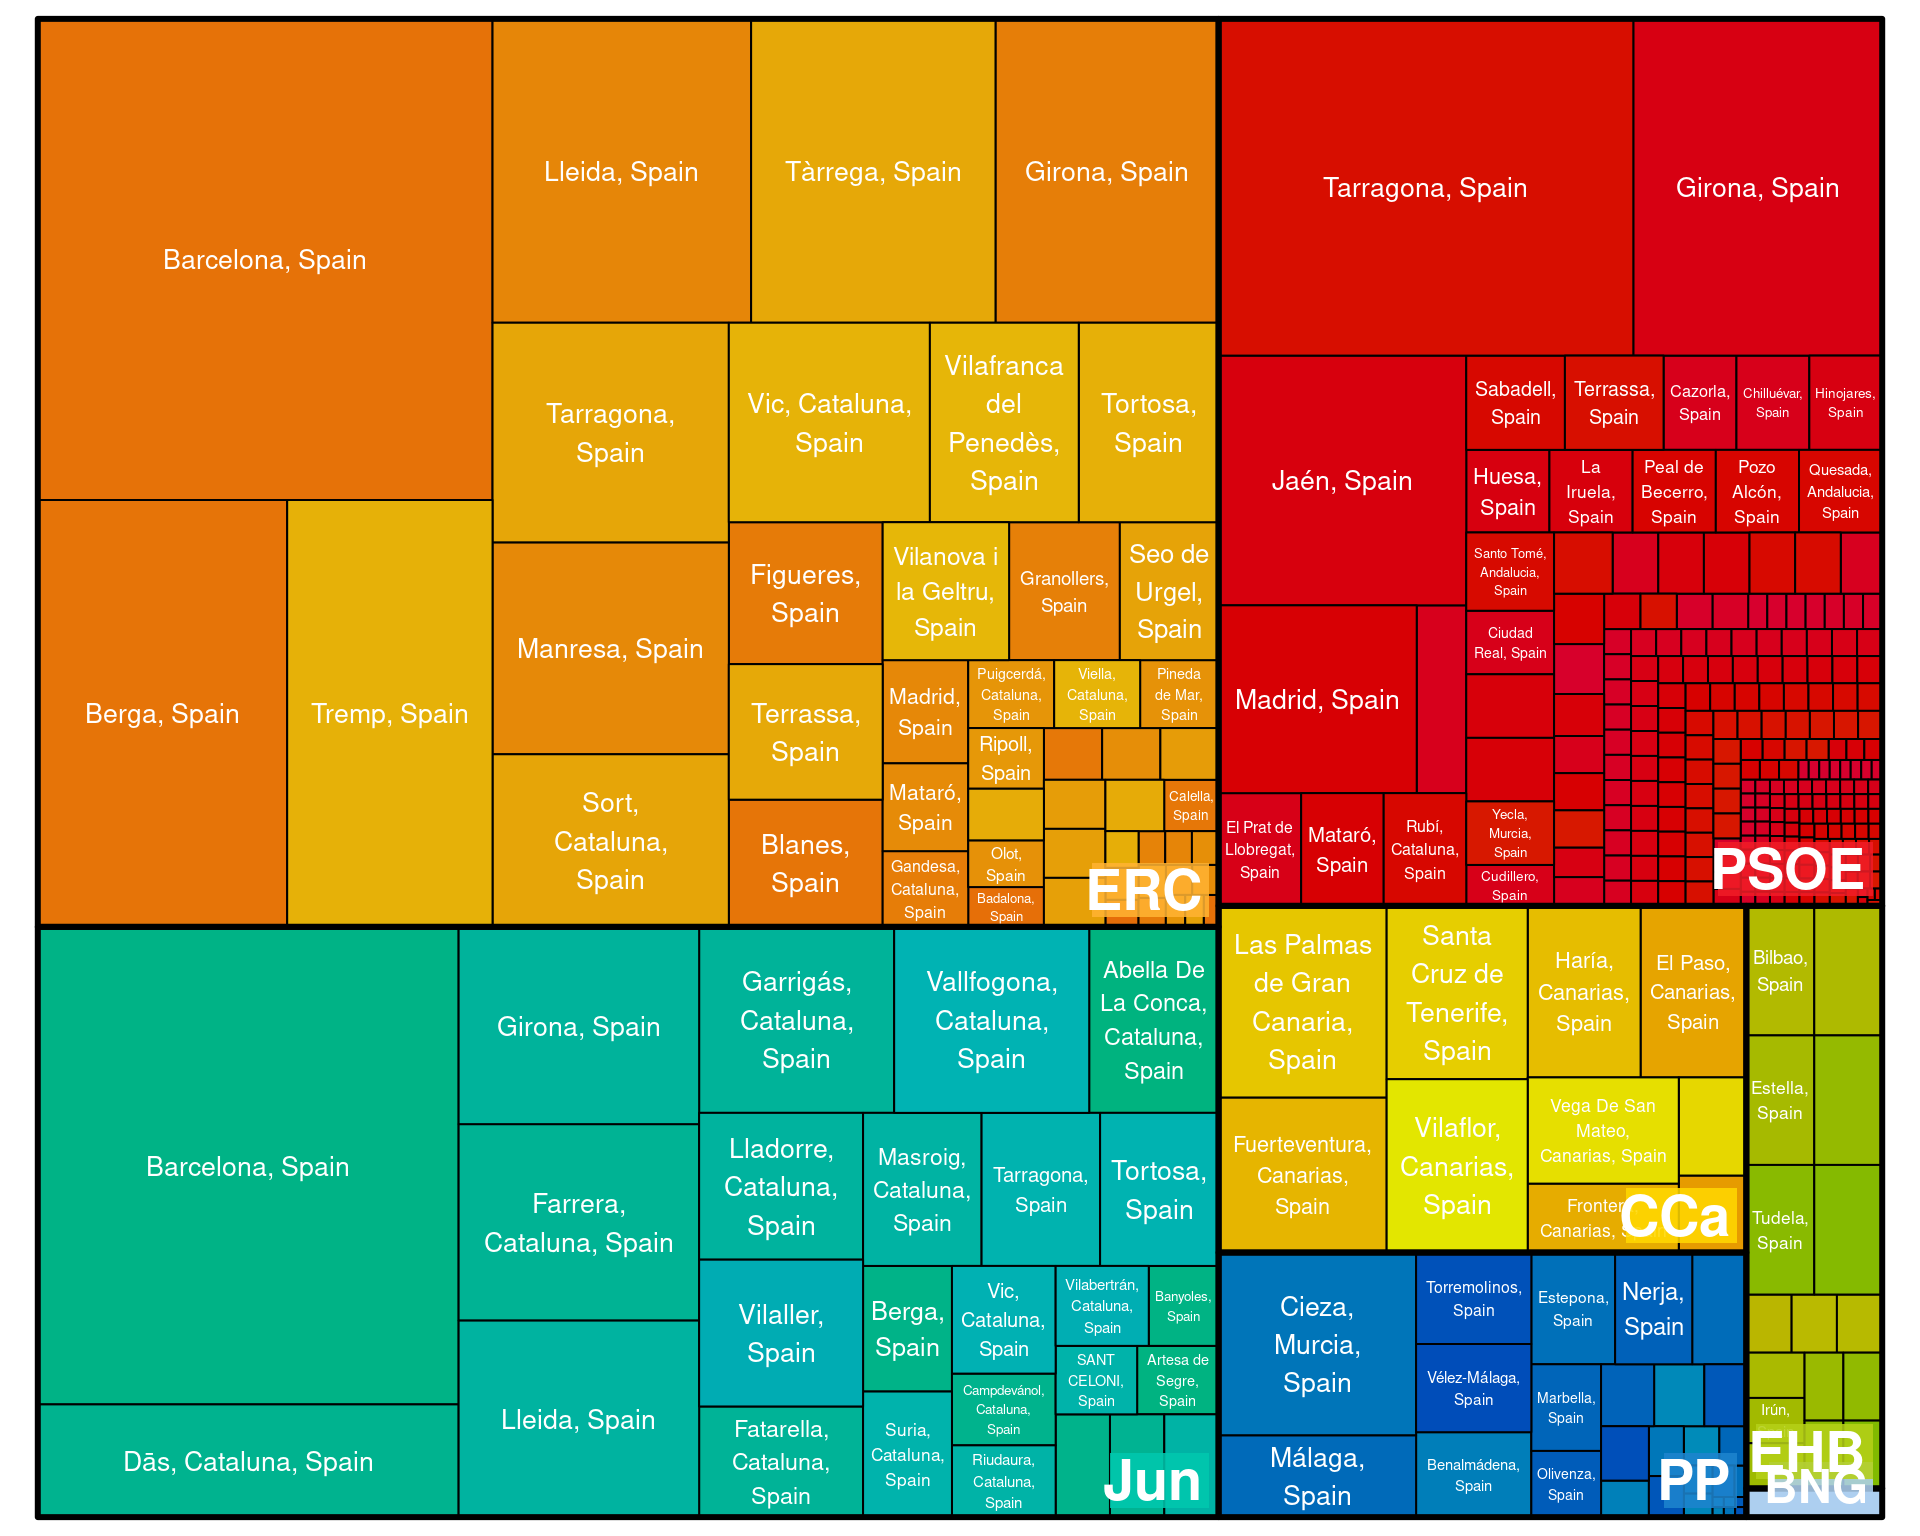 Barcelona, Spain
Lleida, Spain
Tàrrega, Spain
Girona, Spain
Berga, Spain
Tremp, Spain
Tarragona,
Spain
Manresa, Spain
Sort,
Cataluna,
Spain
Vic, Cataluna,
Spain
Vilafranca
del
Penedès,
Spain
Tortosa,
Spain
Figueres,
Spain
Terrassa,
Spain
Blanes,
Spain
Vilanova i
la Geltru,
Spain
Granollers,
Spain
Seo de
Urgel,
Spain
Madrid,
Spain
Mataró,
Spain
Gandesa,
Cataluna,
Spain
Puigcerdá,
Cataluna,
Spain
Viella,
Cataluna,
Spain
Pineda
de Mar,
Spain
Ripoll,
Spain
Olot,
Spain
Badalona,
Spain
Calella,
Spain
ERC
Tarragona, Spain
Girona, Spain
Jaén, Spain
Madrid, Spain
El Prat de
Llobregat,
Spain
Mataró,
Spain
Rubí,
Cataluna,
Spain
Sabadell,
Spain
Terrassa,
Spain
Cazorla,
Spain
Chilluévar,
Spain
Hinojares,
Spain
Huesa,
Spain
La
Iruela,
Spain
Peal de
Becerro,
Spain
Pozo
Alcón,
Spain
Quesada,
Andalucia,
Spain
Santo Tomé,
Andalucia,
Spain
Ciudad
Real, Spain
Yecla,
Murcia,
Spain
Cudillero,
Spain
PSOE
Barcelona, Spain
Dās, Cataluna, Spain
Girona, Spain
Farrera,
Cataluna, Spain
Lleida, Spain
Garrigás,
Cataluna,
Spain
Vallfogona,
Cataluna,
Spain
Abella De
La Conca,
Cataluna,
Spain
Lladorre,
Cataluna,
Spain
Vilaller,
Spain
Fatarella,
Cataluna,
Spain
Masroig,
Cataluna,
Spain
Tarragona,
Spain
Tortosa,
Spain
Berga,
Spain
Suria,
Cataluna,
Spain
Vic,
Cataluna,
Spain
Campdevánol,
Cataluna,
Spain
Riudaura,
Cataluna,
Spain
Vilabertrán,
Cataluna,
Spain
Banyoles,
Spain
SANT
CELONI,
Spain
Artesa de
Segre,
Spain
Jun
Las Palmas
de Gran
Canaria,
Spain
Fuerteventura,
Canarias,
Spain
Santa
Cruz de
Tenerife,
Spain
Vilaflor,
Canarias,
Spain
Haría,
Canarias,
Spain
El Paso,
Canarias,
Spain
Vega De San
Mateo,
Canarias, Spain
Canarias,
CCa
Cieza,
Murcia,
Spain
Málaga,
Spain
Torremolinos,
Spain
Vélez-Málaga,
Spain
Benalmádena,
Spain
Estepona,
Spain
Nerja,
Spain
Marbella,
Spain
Olivenza,
Spain
PP
Bilbao,
Spain
Estella,
Spain
Tudela,
Spain
Irún,
EHB
BNG